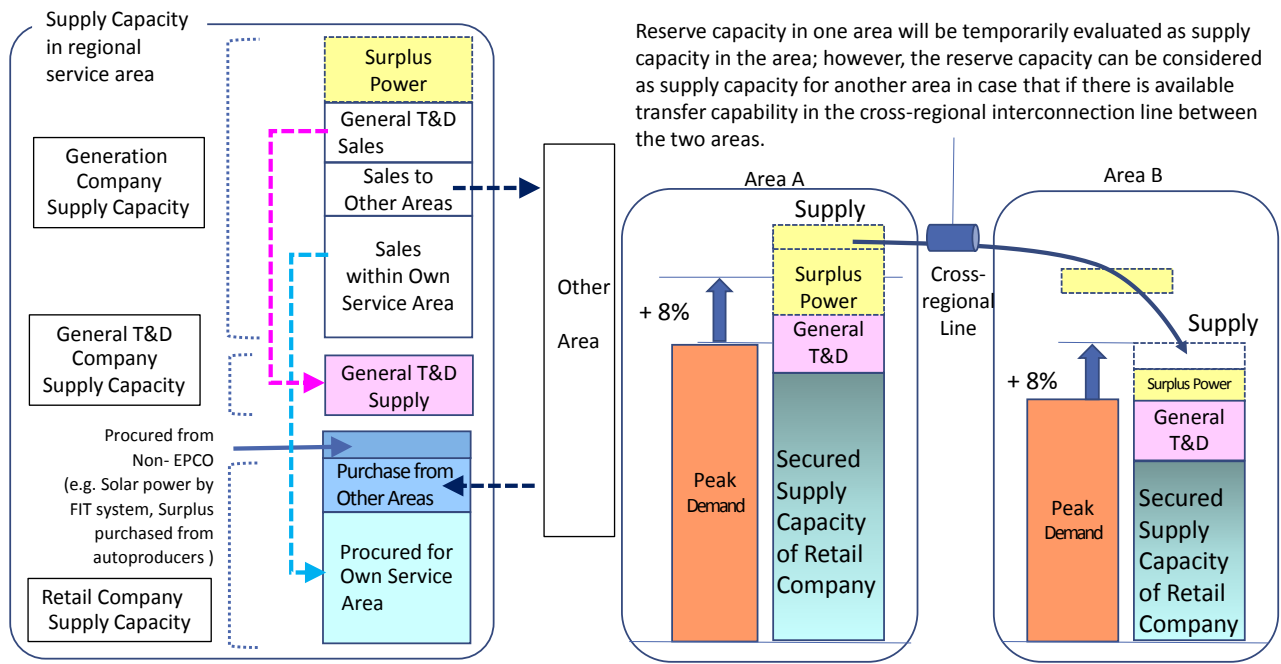 Supply Capacity
in regional
service area
Surplus
Power
General T&D
Sales
Sales to
Other Areas
Sales
within Own
Service Area
Generation
Company
Supply Capacity
General T&D
Company
Supply Capacity
General T&D
Supply
Procured from
Non- EPCO
(e.g. Solar power by
FIT system, Surplus
purchased from
autoproducers )
Purchase from
Other Areas
Procured for
Own Service
Area
Retail Company
Supply Capacity
Other
Area
Reserve capacity in one area will be temporarily evaluated as supply
capacity in the area; however, the reserve capacity can be considered
as supply capacity for another area in case that if there is available
transfer capability in the cross-regional interconnection line between
the two areas.
Area A
Supply
Surplus
Power
+ 8%
General
T&D
Peak
Demand
Secured
Supply
Capacity
of Retail
Company
Cross-
regional
Line
Area B
Supply
+ 8%
Surplus Power
General
T&D
Peak
Demand
Secured
Supply
Capacity
of Retail
Company